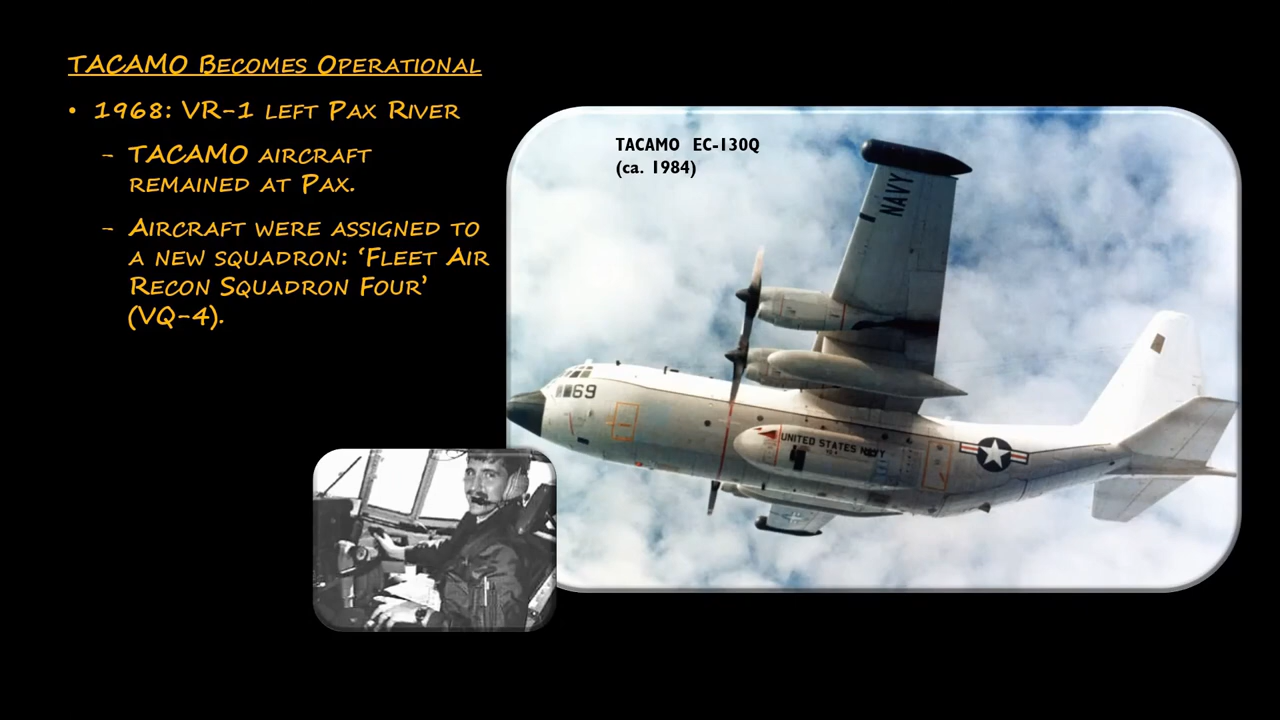 TACAMO Becomes Operational
• 1968: VR-1 left Pax River
– TACAMO aircraft
remained at Pax.
– Aircraft were assigned to
a new squadron: ‘Fleet Air
Recon Squadron Four’
(VQ-4).
TACAMO EC-130Q
(ca. 1984)
NAVY
69
UNITED STATES NAVY